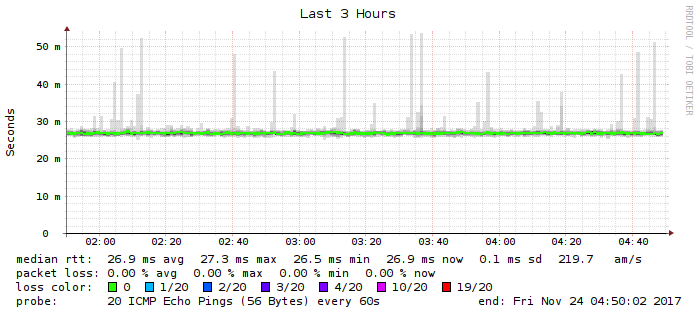 Last 3 Hours
RRDTOOL / TOBI OETIKER
Seconds
50 m
40 m
30 m
20 m
10 m
0
02:00 02:20 02:40 03:00 03:20 03:40 04:00 04:20 04:40
median rtt: 26.9 ms avg 27.3 ms max 26.5 ms min 26.9 ms now 0.1 ms sd 219.7 am/s
packet loss: 0.00 % avg 0.00 % max 0.00 % min 0.00 % now
loss color: 0 1/20 2/20 3/20 4/20 10/20 19/20
probe: 20 ICMP Echo Pings (56 Bytes) every 60s end: Fri Nov 24 04:50:02 2017